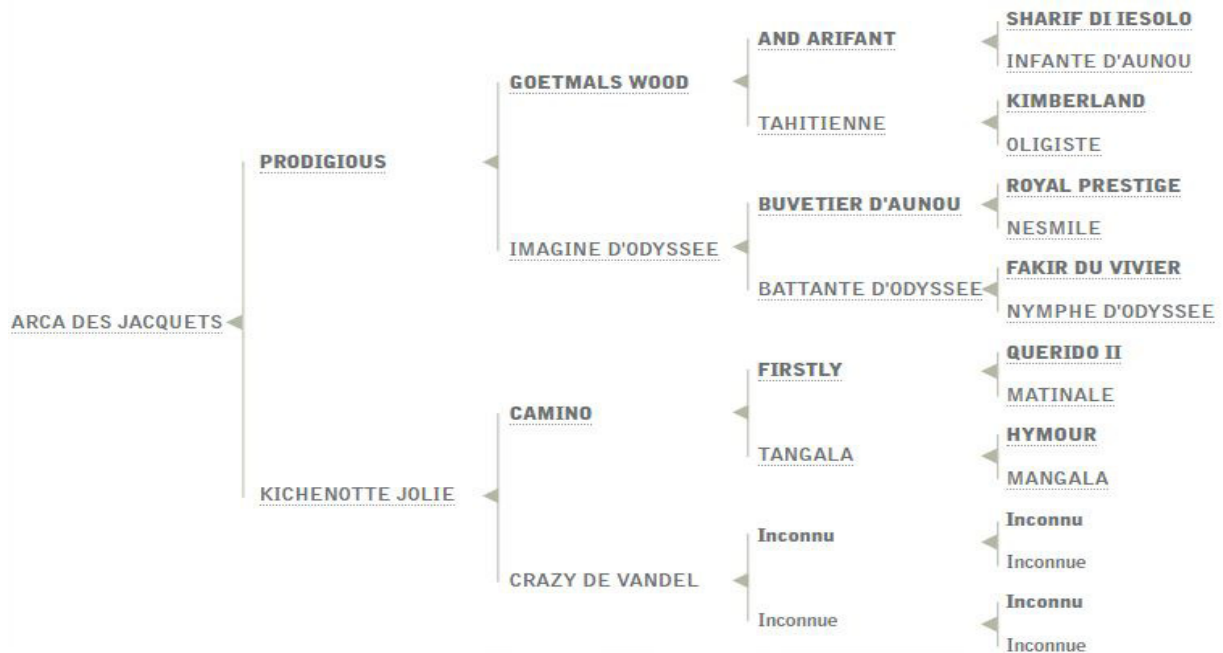 SHARIF DI IESOLO
AND ARIFANT
INFANTE D'AUNOU
GOETMALS WOOD
KIMBERLAND
TAHITIENNE
OLIGISTE
PRODIGIOUS
ROYAL PRESTIGE
BUVETIER D'AUNOU
NESMILE
IMAGINE D'ODYSSEE
FAKIR DU VIVIER
BATTANTE D'ODYSSEE
NYMPHE D'ODYSSEE
ARCA DES JACQUETS
QUERIDO II
FIRSTLY
MATINALE
CAMINO
HYMOUR
TANGALA
MANGALA
KICHENOTTE JOLIE
Inconnu
Inconnu
Inconnue
CRAZY DE VANDEL
Inconnu
Inconnue
Inconnue